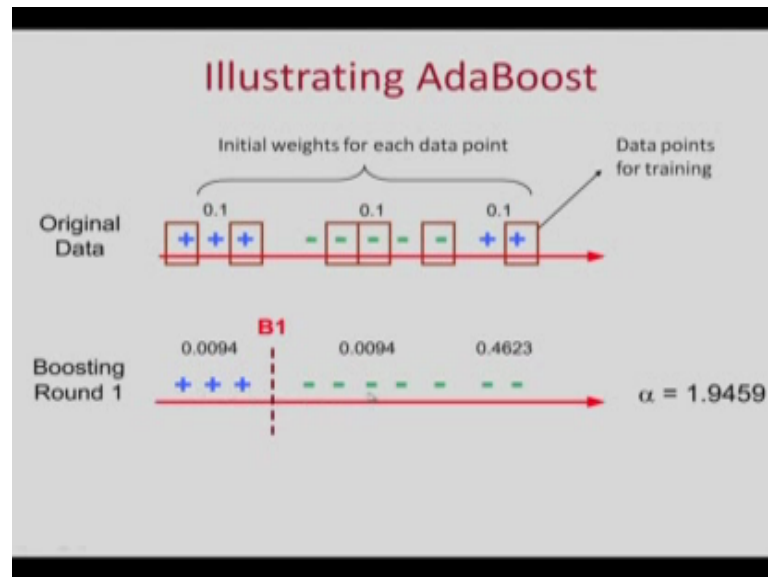 Illustrating AdaBoost
Initial weights for each data point
Data points
for training
0.1 0.1 0.1
Original
Data
+ + + - - - - - + +
B1
0.0094 0.0094 0.4623
Boosting
Round 1
+ + + - - - - - - -
α = 1.9459